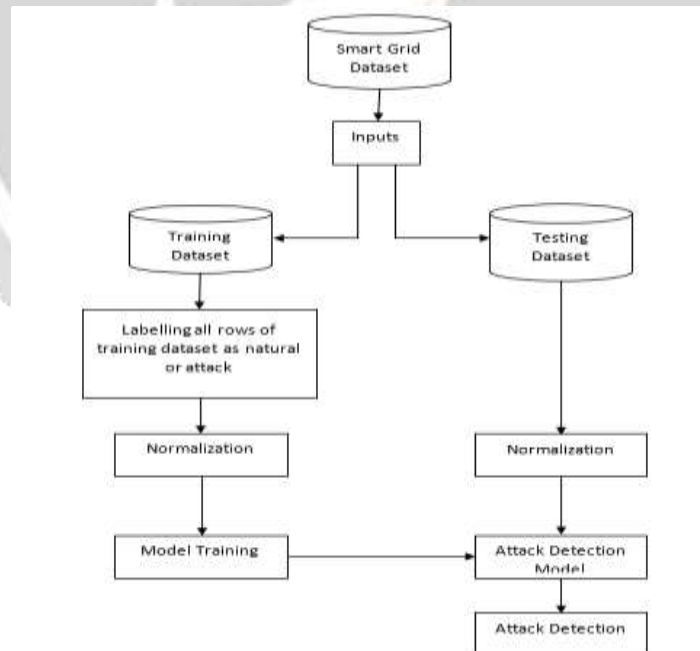 Smart Grid
Dataset
Inputs
Training
Dataset
Testing
Dataset
Labelling all rows of
training dataset as natural
or attack
Normalization
Normalization
Model Training
Attack Detection
Model
Attack Detection